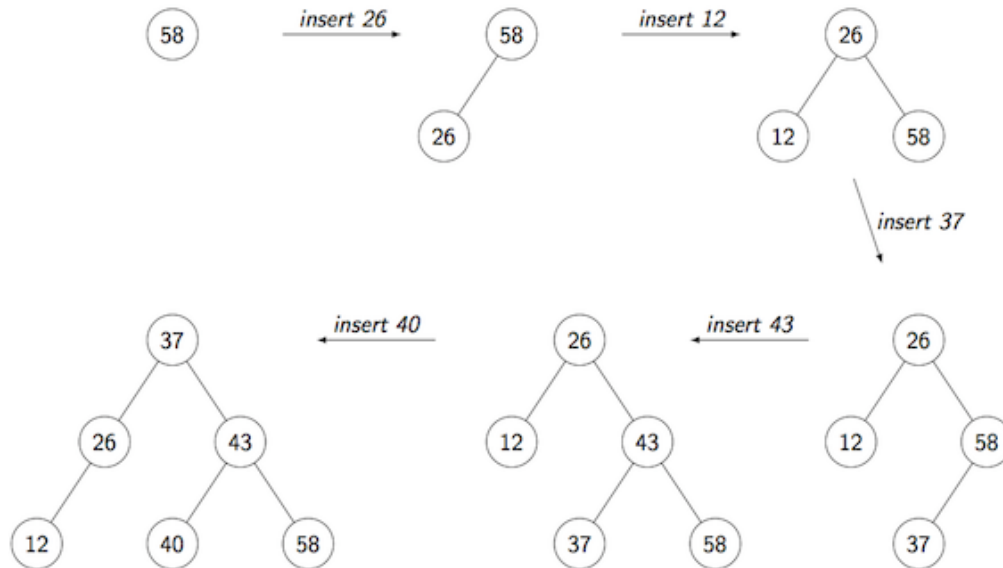 58 insert 26 58 insert 12 26
26 12 58
insert 37
37 insert 40 26 insert 43 26
26 43 12 43 12 58
12 40 58 37 58 37